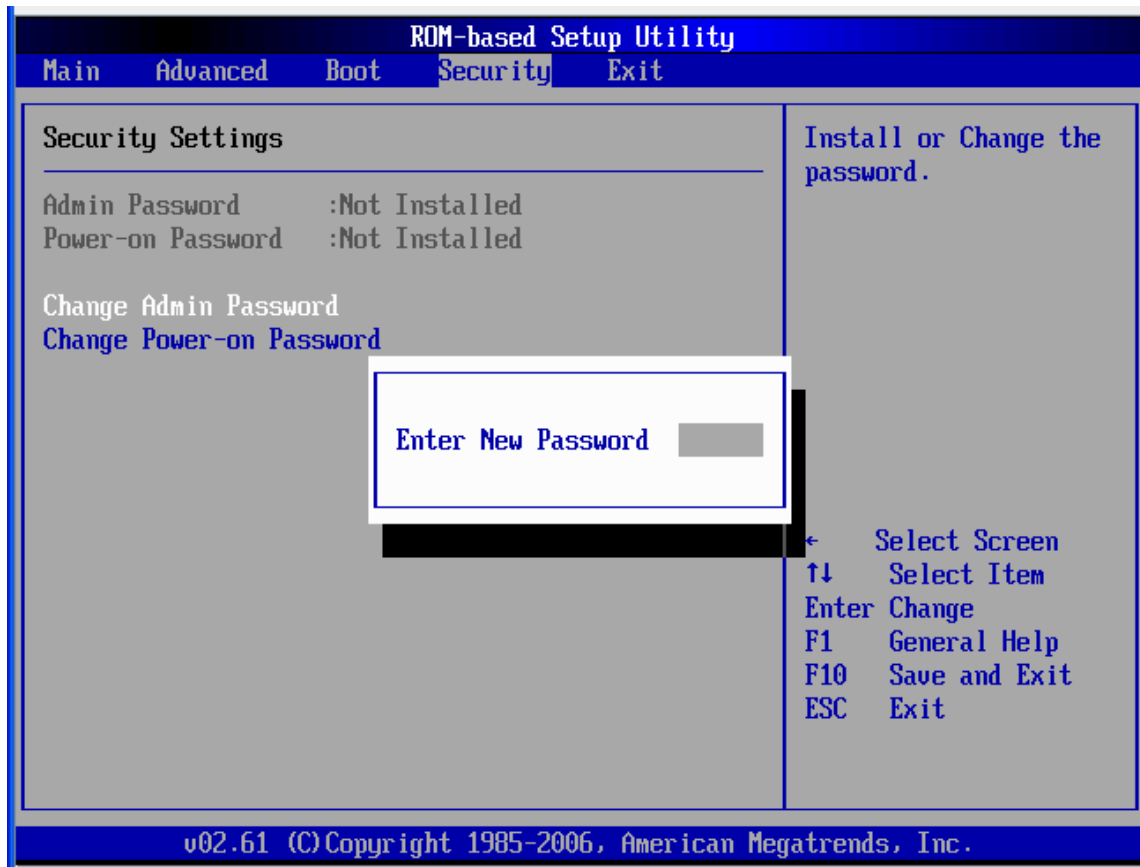 ROM-based Setup Utility
Main Advanced Boot Security Exit
Security Settings
Admin Password :Not Installed
Power-on Password :Not Installed
Change Admin Password
Change Power-on Password
Enter New Password
Install or Change the
password.
← Select Screen
↑↓ Select Item
Enter Change
F1 General Help
F10 Save and Exit
ESC Exit
v02.61 (C)Copyright 1985-2006, American Megatrends, Inc.